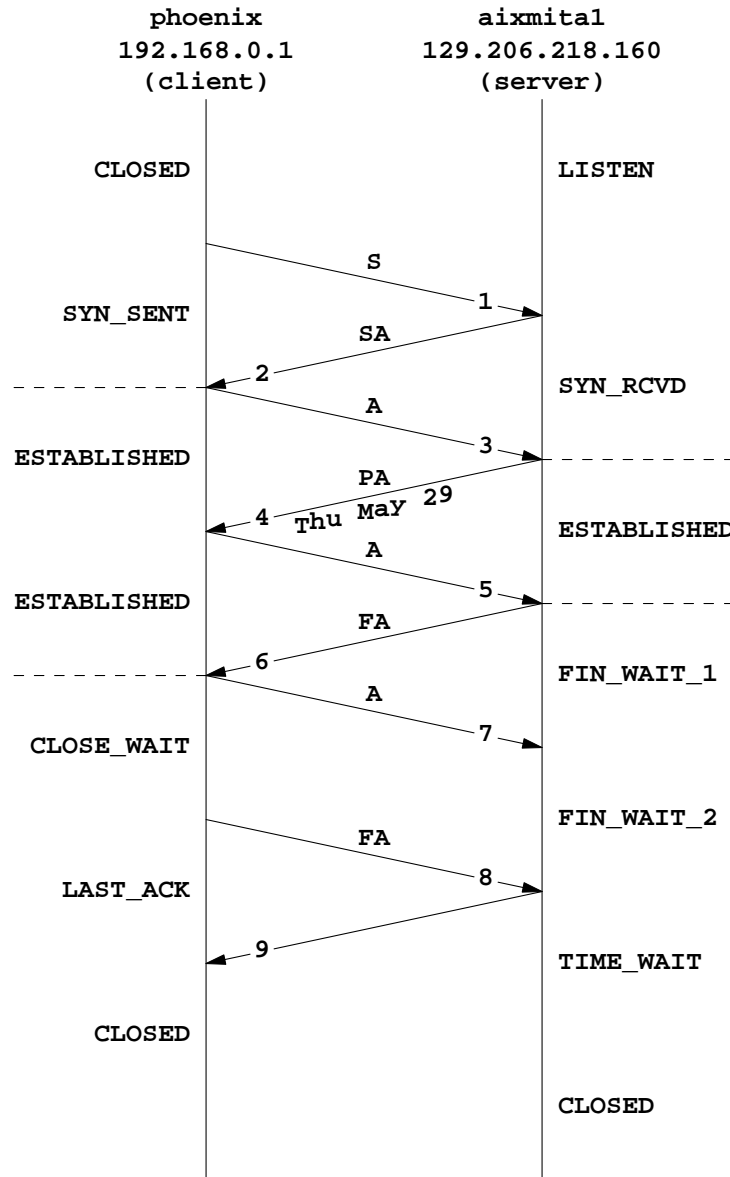 phoenix aixmita1
192.168.0.1 129.206.218.160
(client) (server)
CLOSED LISTEN
S
1
SYN_SENT
SA
2
SYN_RCVD
A
3
ESTABLISHED
PA
4 Thu May 29
ESTABLISHED
A
5
ESTABLISHED
FA
6
FIN_WAIT_1
A
7
CLOSE_WAIT
FIN_WAIT_2
FA
8
LAST_ACK
9
TIME_WAIT
CLOSED
CLOSED